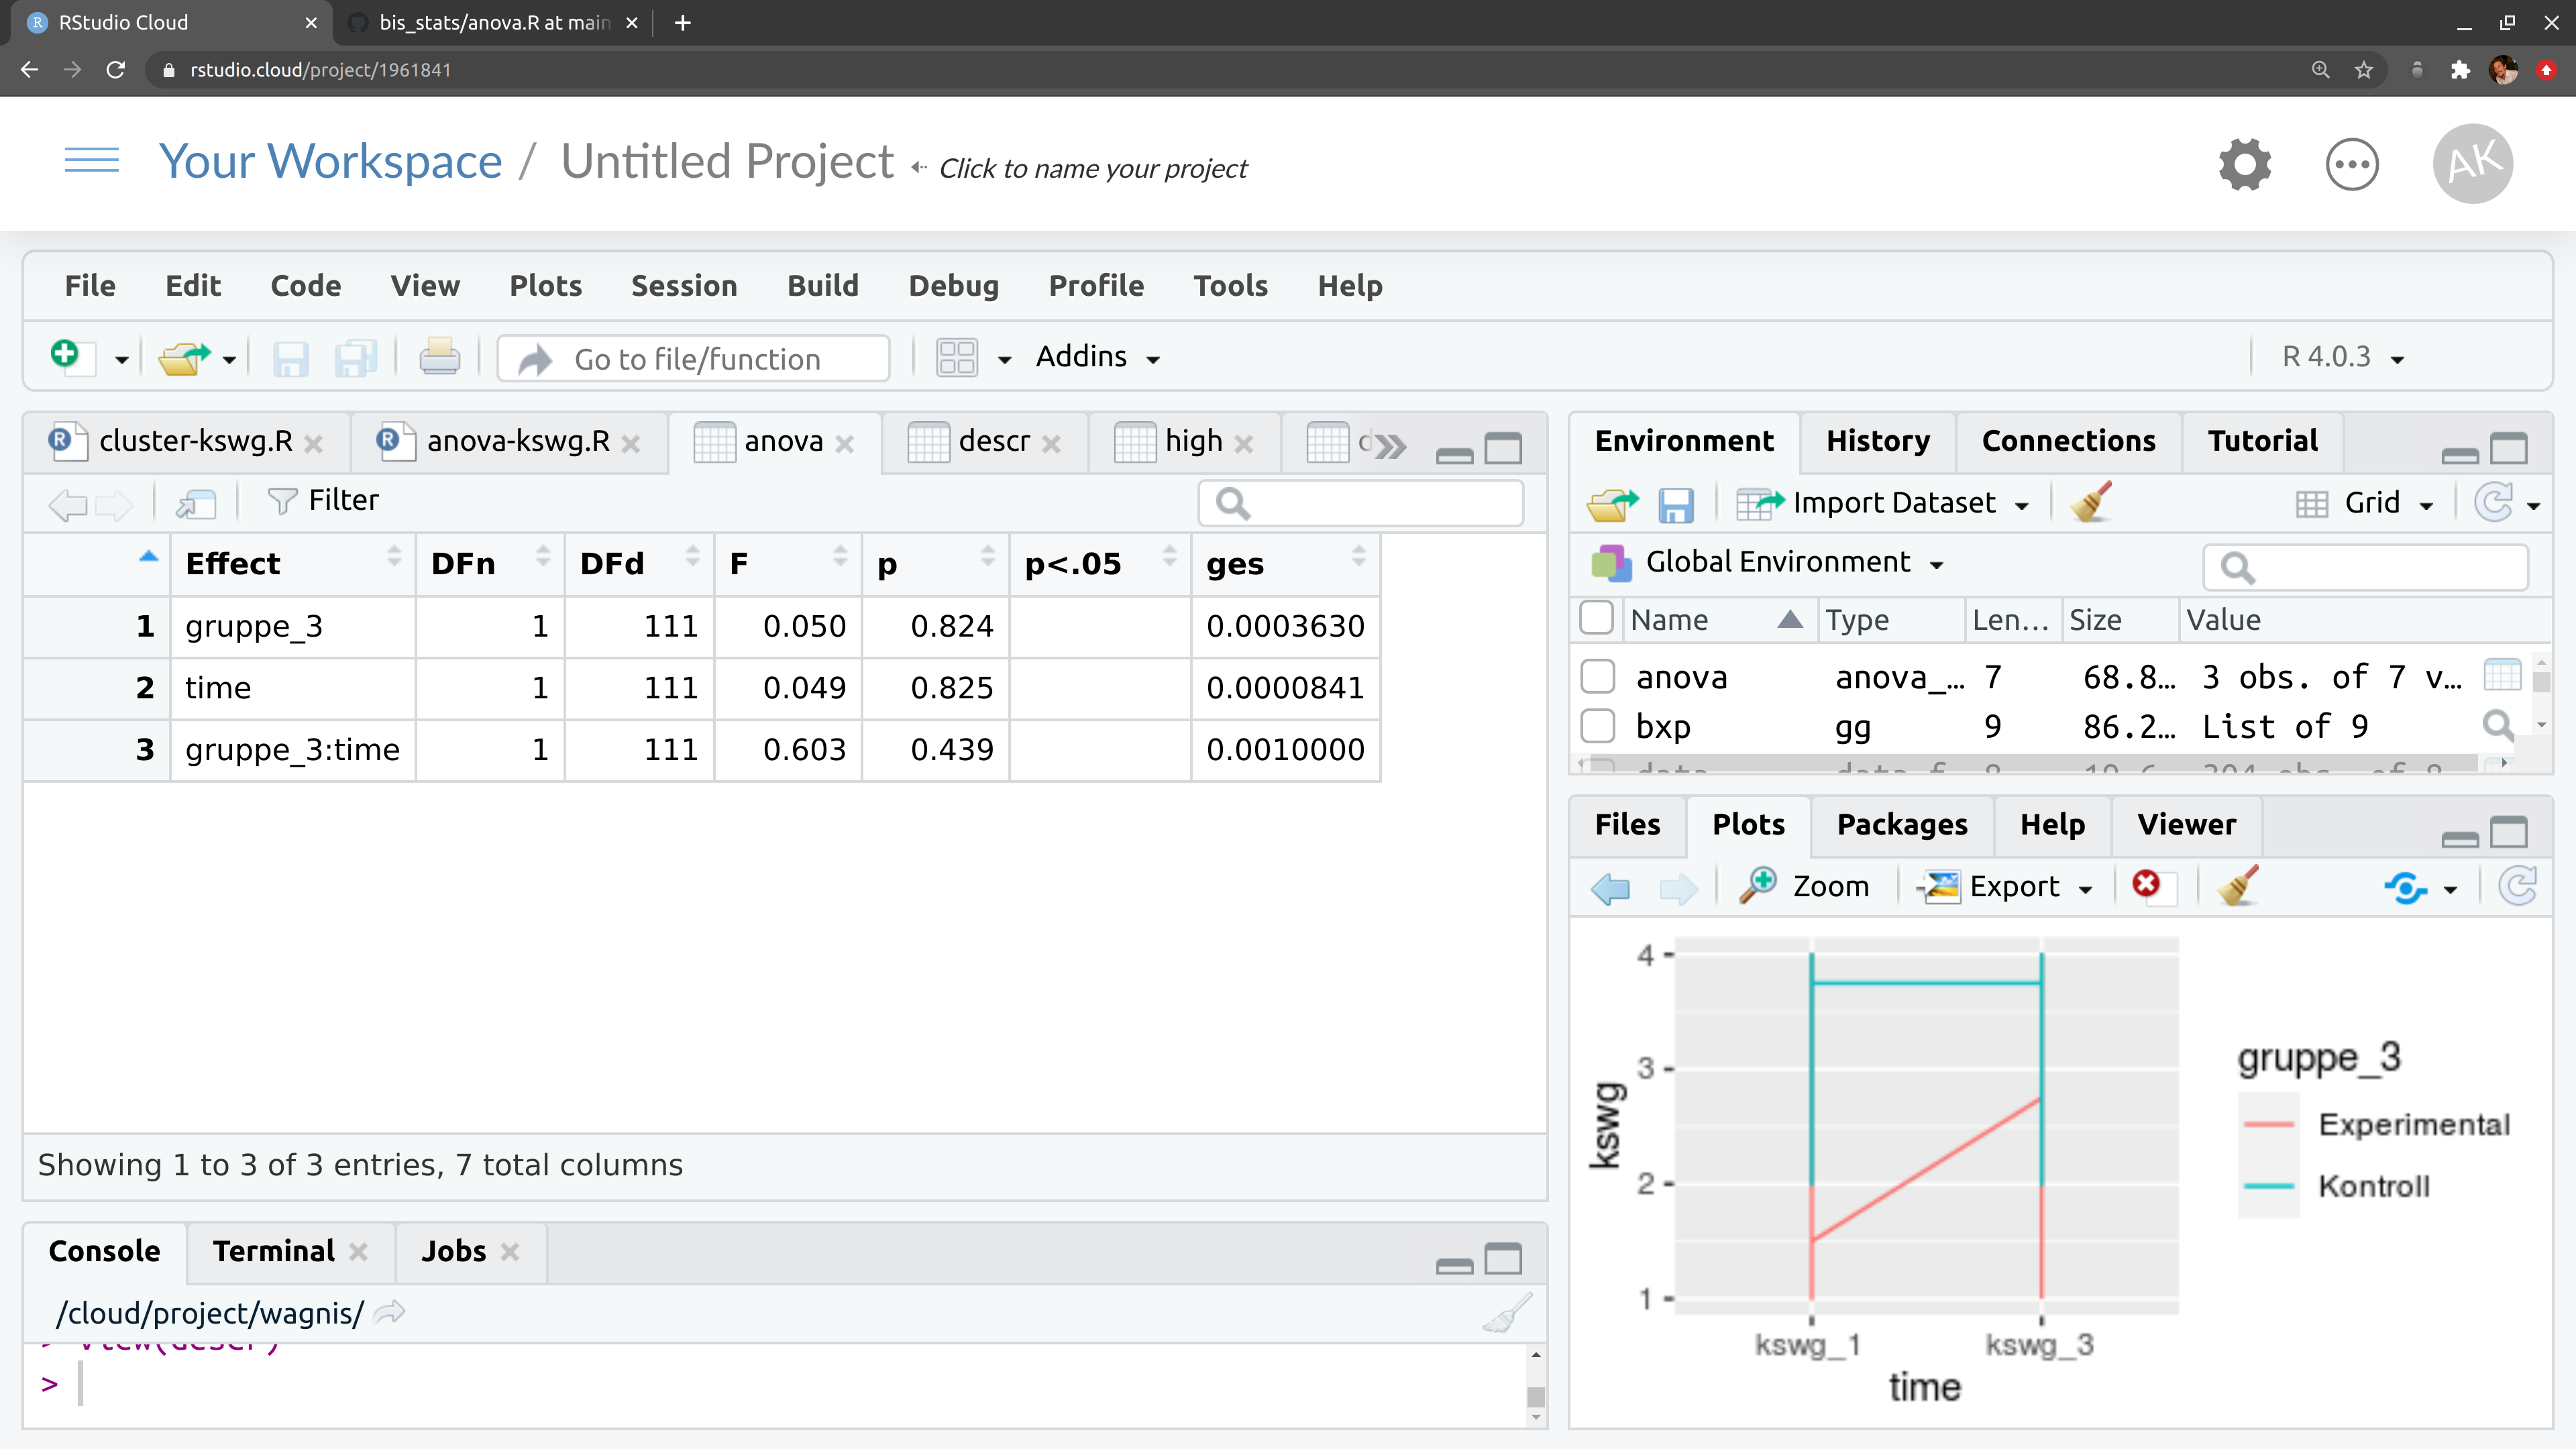 RStudio Cloud
bis_stats/anova.R at main
rstudio.cloud/project/1961841
Your Workspace / Untitled Project Click to name your project
AK
File Edit Code View Plots Session Build Debug Profile Tools Help
Go to file/function Addins R 4.0.3
cluster-kswg.R anova-kswg.R anova descr high
Filter
Effect DFn DFd F p p<.05 ges
1 gruppe_3 1 111 0.050 0.824 0.0003630
2 time 1 111 0.049 0.825 0.0000841
3 gruppe_3:time 1 111 0.603 0.439 0.0010000
Showing 1 to 3 of 3 entries, 7 total columns
Console Terminal Jobs
/cloud/project/wagnis/
> View(descr)
>
Environment History Connections Tutorial
Import Dataset Grid
Global Environment
Name Type Len... Size Value
anova anova_... 7 68.8... 3 obs. of 7 v...
bxp gg 9 86.2... List of 9
Files Plots Packages Help Viewer
Zoom Export
4
3
2
1
kswg
kswg_1 kswg_3
time
gruppe_3
Experimental
Kontroll